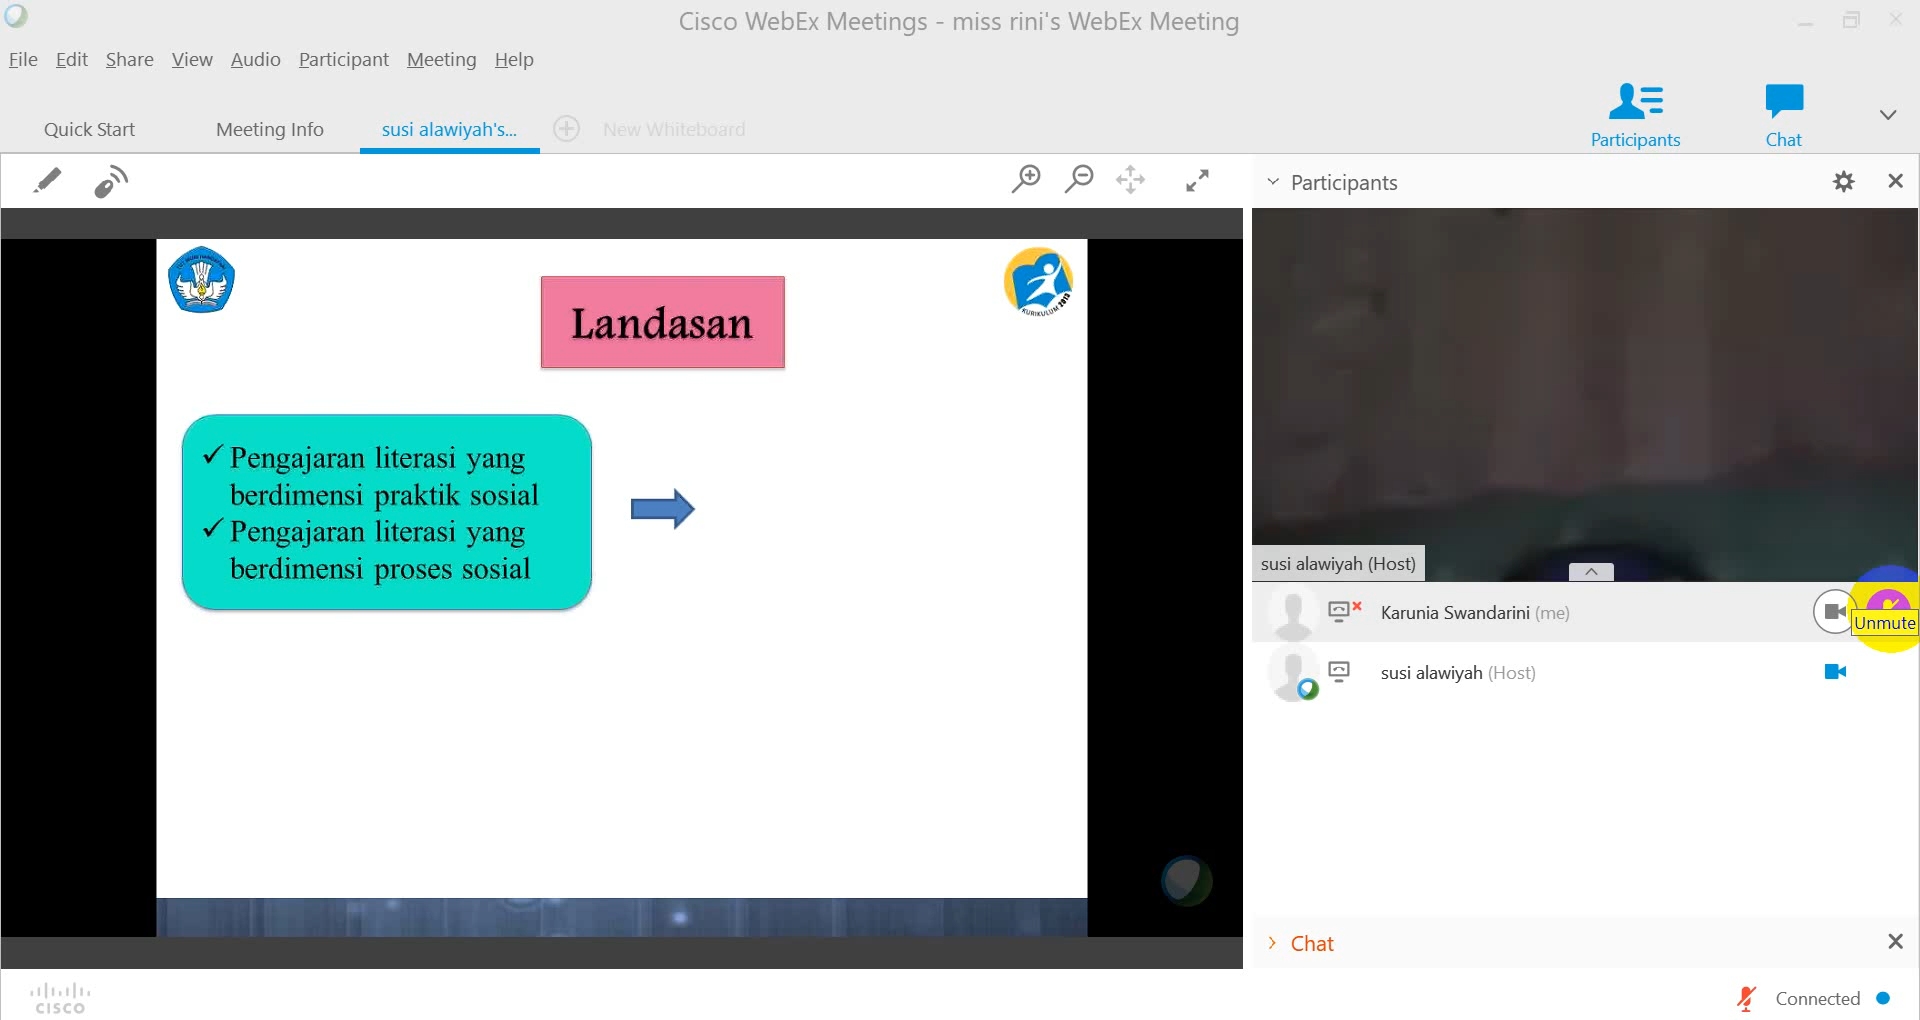 Cisco WebEx Meetings - miss rini's WebEx Meeting
File Edit Share View Audio Participant Meeting Help
Participants
Chat
Quick Start
Meeting Info
susi alawiyah's...
New Whiteboard
Participants
KURIKULUM 2013
Landasan
✓ Pengajaran literasi yang
berdimensi praktik sosial
✓ Pengajaran literasi yang
berdimensi proses sosial
susi alawiyah (Host)
Karunia Swandarini (me)
Unmute
susi alawiyah (Host)
Chat
CISCO
Connected